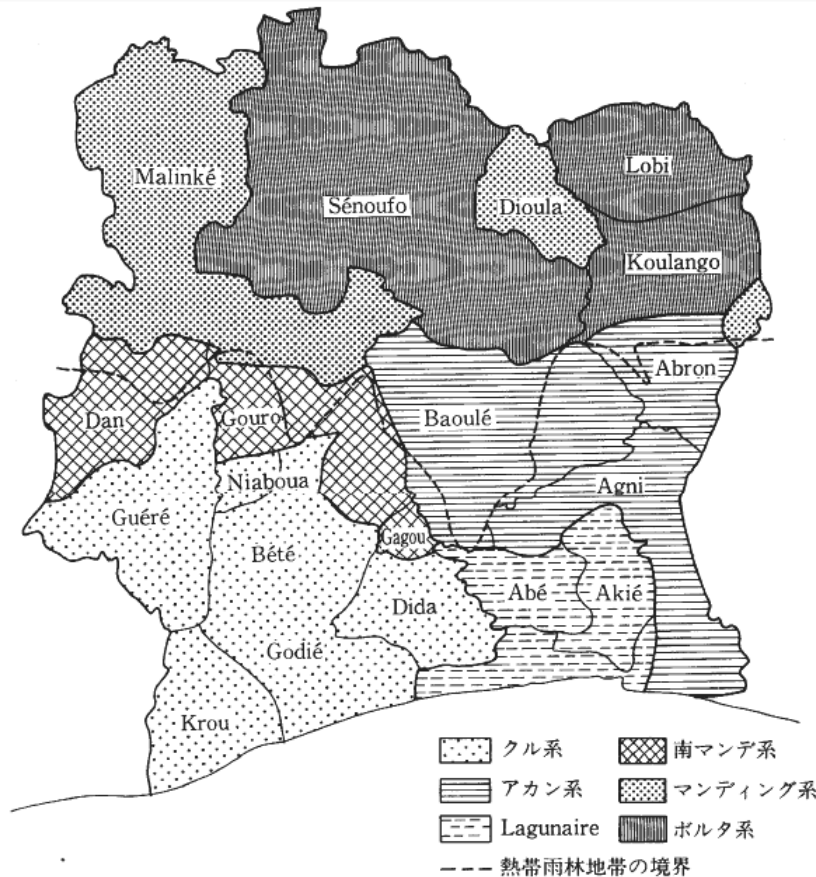 Malinké
Sénoufo
Dioula
Lobi
Koulango
Abron
Dan
Gouro
Baoulé
Niaboua
Agni
Guéré
Gagou
Bété
Abé
Akié
Dida
Godié
Krou
クル系
南マンデ系
アカン系
マンディング系
Lagunaire
ボルタ系
熱帯雨林地帯の境界